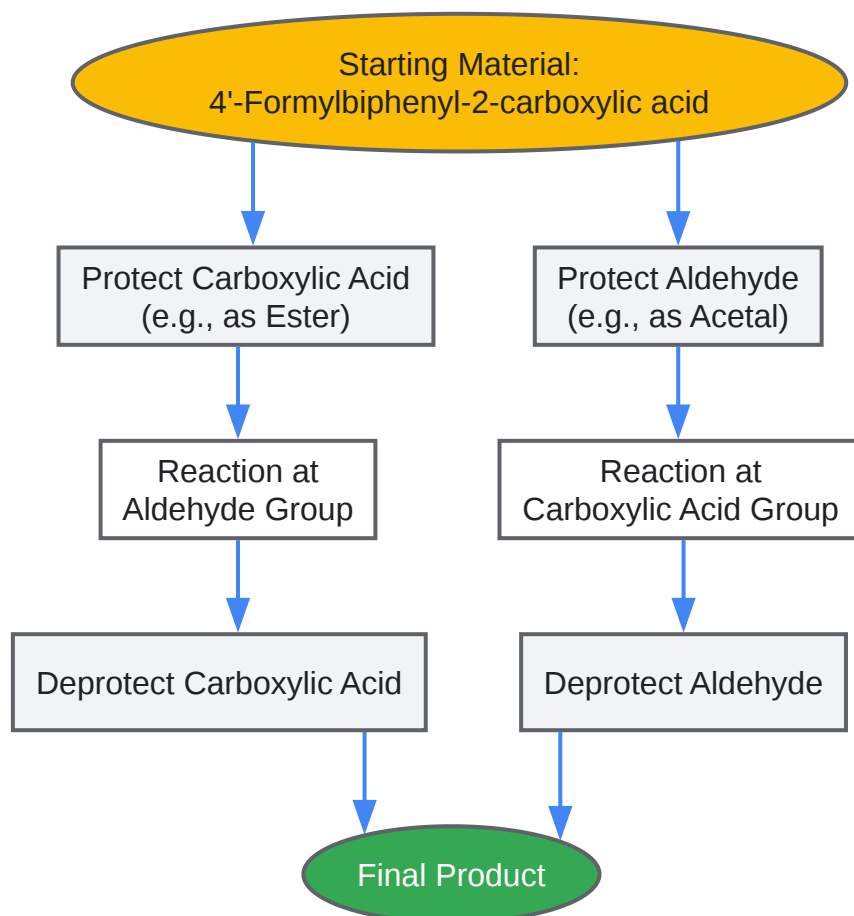 Starting Material:
4'-Formylbiphenyl-2-carboxylic acid
Protect Carboxylic Acid
(e.g., as Ester)
Protect Aldehyde
(e.g., as Acetal)
Reaction at
Aldehyde Group
Reaction at
Carboxylic Acid Group
Deprotect Carboxylic Acid
Deprotect Aldehyde
Final Product